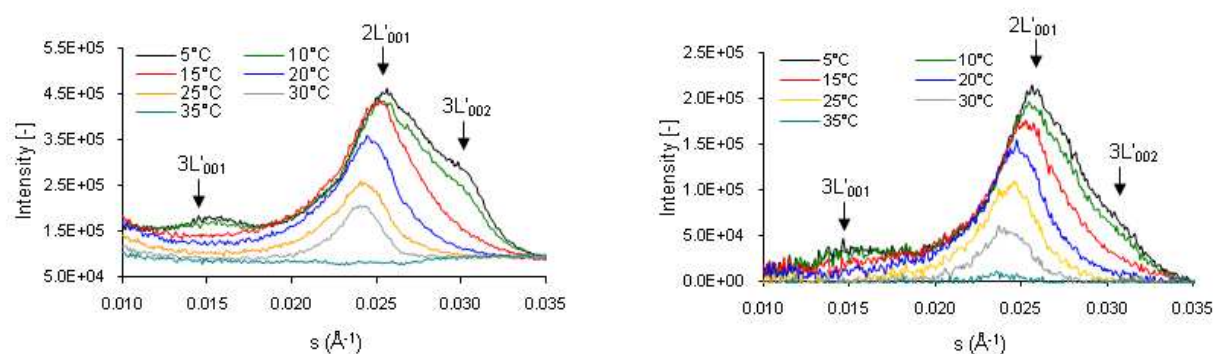 2L'001
5.5E+05
5°C 10°C
15°C 20°C
4.5E+05
25°C 30°C
3L'002
35°C
3.5E+05
Intensity [-]
3L'001
2.5E+05
1.5E+05
5.0E+04
0.010 0.015 0.020 0.025 0.030 0.035
s (Å-1)
2L'001
2.5E+05
5°C 10°C
15°C 20°C
2.0E+05
25°C 30°C
35°C
1.5E+05
3L'002
Intensity [-]
3L'001
1.0E+05
5.0E+04
0.0E+00
0.010 0.015 0.020 0.025 0.030 0.035
s (Å-1)